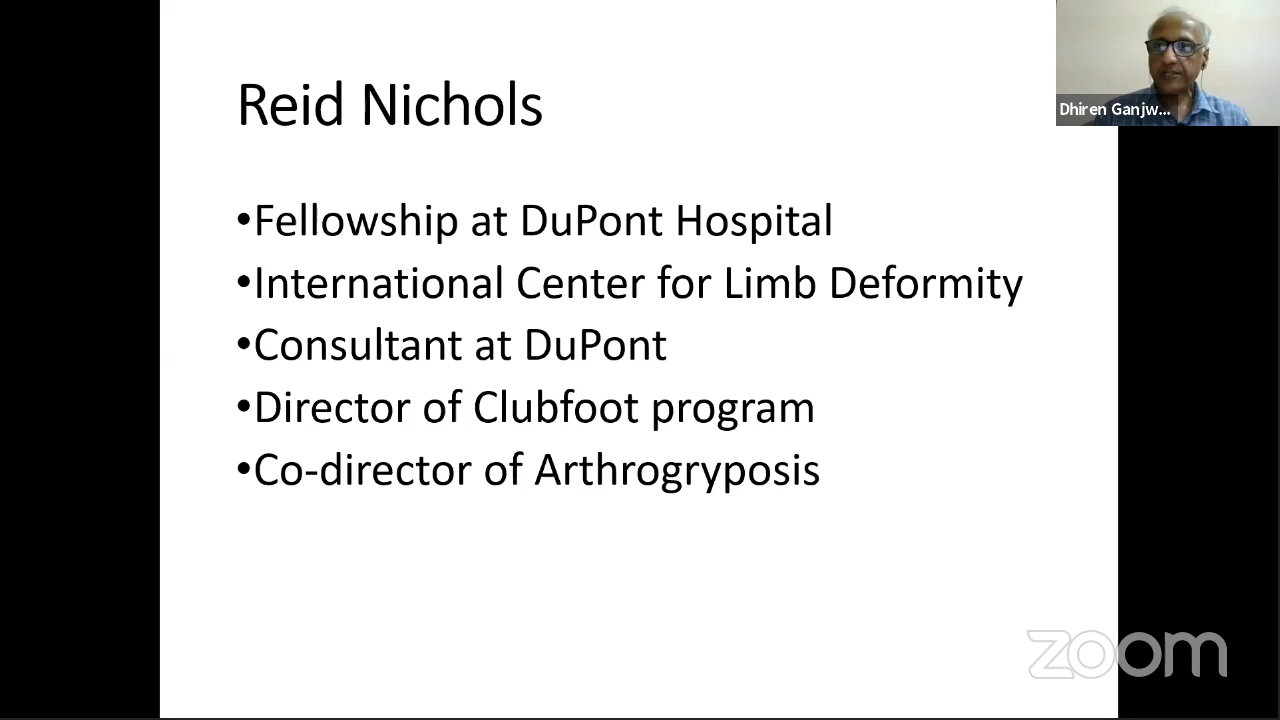 Reid Nichols
Dhiren Ganjw...
•Fellowship at DuPont Hospital
•International Center for Limb Deformity
•Consultant at DuPont
•Director of Clubfoot program
•Co-director of Arthrogryposis
zoom